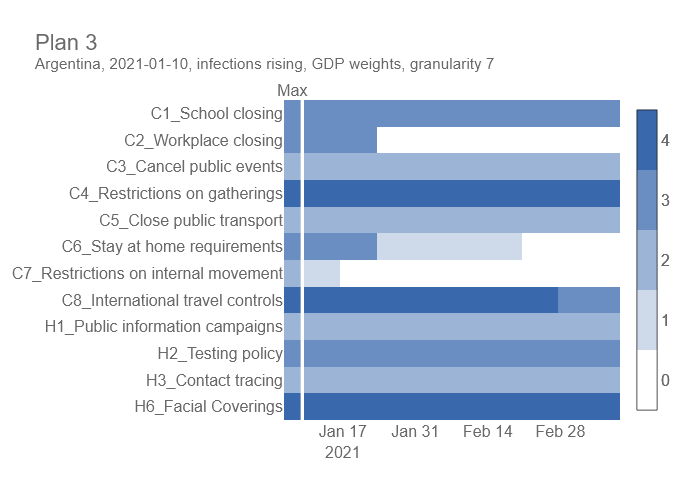 Plan 3
Argentina, 2021-01-10, infections rising, GDP weights, granularity 7
Max
C1_School closing
C2_Workplace closing
C3_Cancel public events
C4_Restrictions on gatherings
C5_Close public transport
C6_Stay at home requirements
C7_Restrictions on internal movement
C8_International travel controls
H1_Public information campaigns
H2_Testing policy
H3_Contact tracing
H6_Facial Coverings
Jan 17 Jan 31 Feb 14 Feb 28
2021
4
3
2
1
0